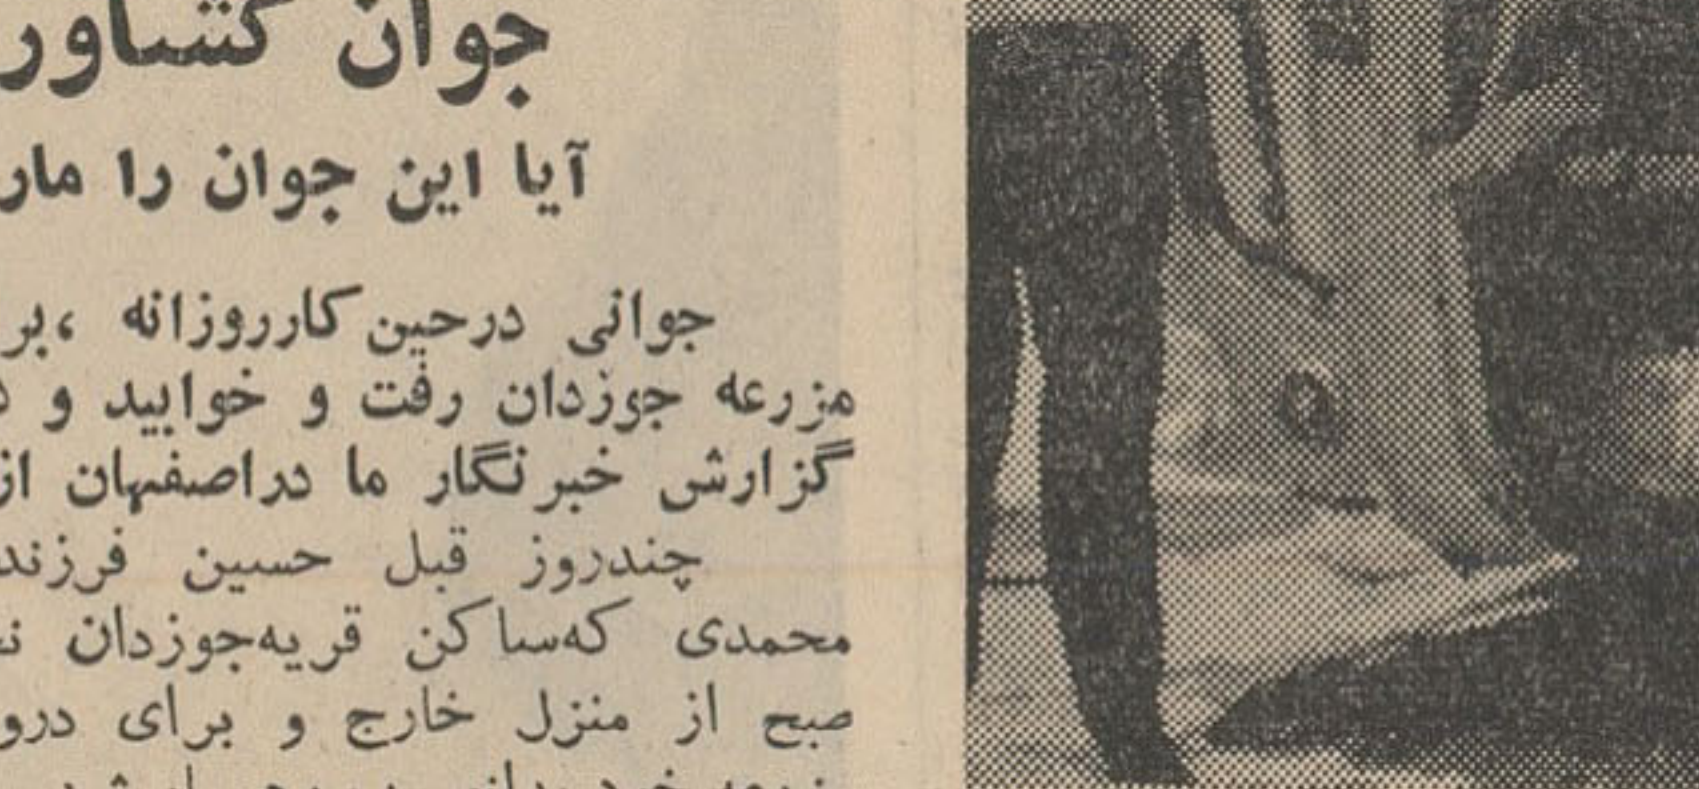 جوان کشاور
آیا این جوان را مار
جوانی درحین کارروزانه ،بر
مزرعه جوزدان رفت و خوابید و
گزارش خبرنگار ما دراصفهان از
چندروز قبل حسین فرزند
محمدی که‌ساکن قریه‌جوزدان
صبح از منزل خارج و برای درو